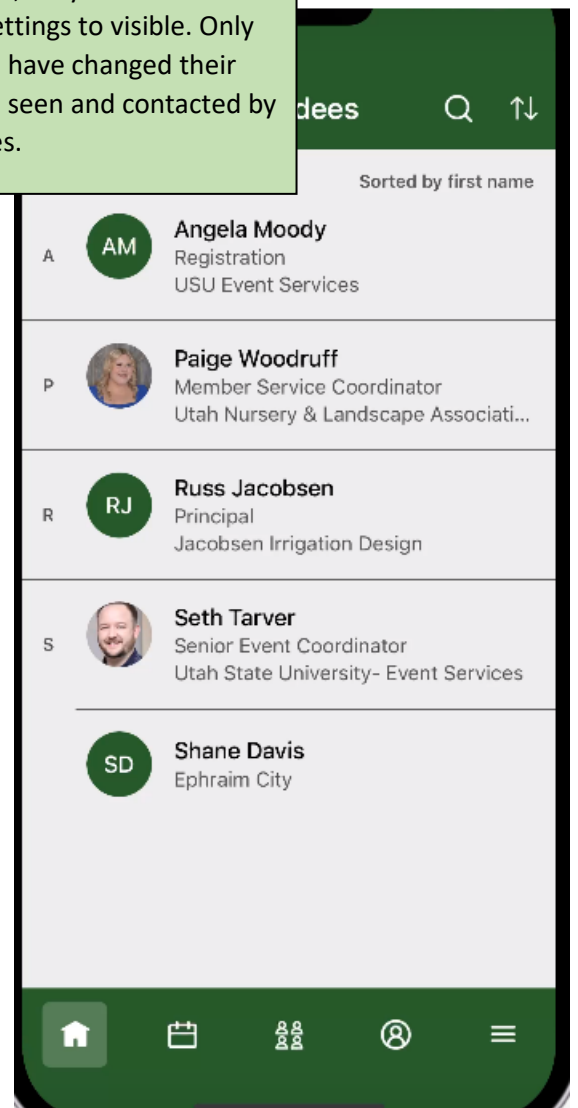 ttings to visible. Only
have changed their
seen and contacted by
es.
dees
Sorted by first name
A
AM
Angela Moody
Registration
USU Event Services
P
Paige Woodruff
Member Service Coordinator
Utah Nursery & Landscape Associati...
R
RJ
Russ Jacobsen
Principal
Jacobsen Irrigation Design
S
Seth Tarver
Senior Event Coordinator
Utah State University- Event Services
SD
Shane Davis
Ephraim City